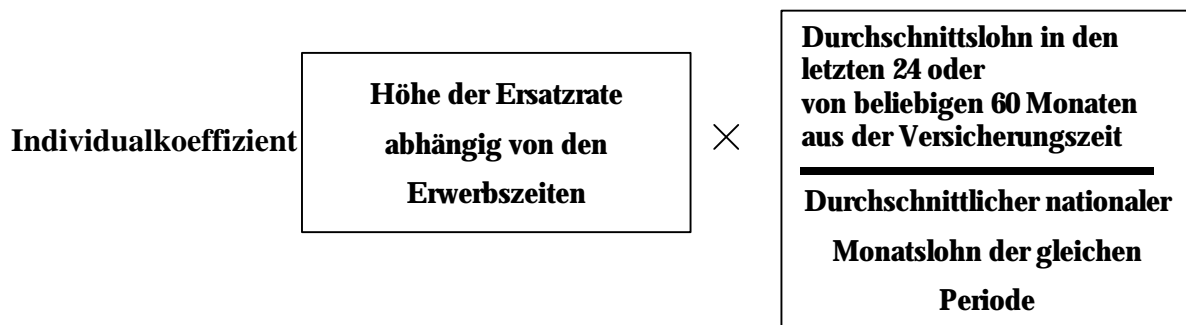 Individualkoeffizient
Höhe der Ersatzrate
abhängig von den
Erwerbszeiten
×
Durchschnittslohn in den
letzten 24 oder
von beliebigen 60 Monaten
aus der Versicherungszeit
Durchschnittlicher nationaler
Monatslohn der gleichen
Periode